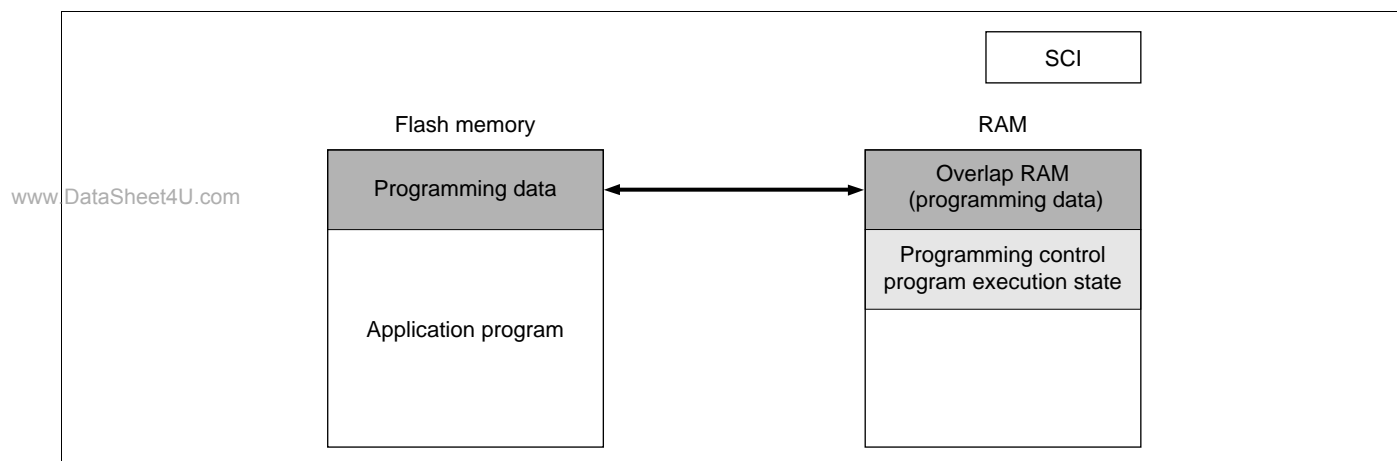 SCI
Flash memory
RAM
Programming data
Overlap RAM
(programming data)
www.DataSheet4U.com
Programming control
program execution state
Application program